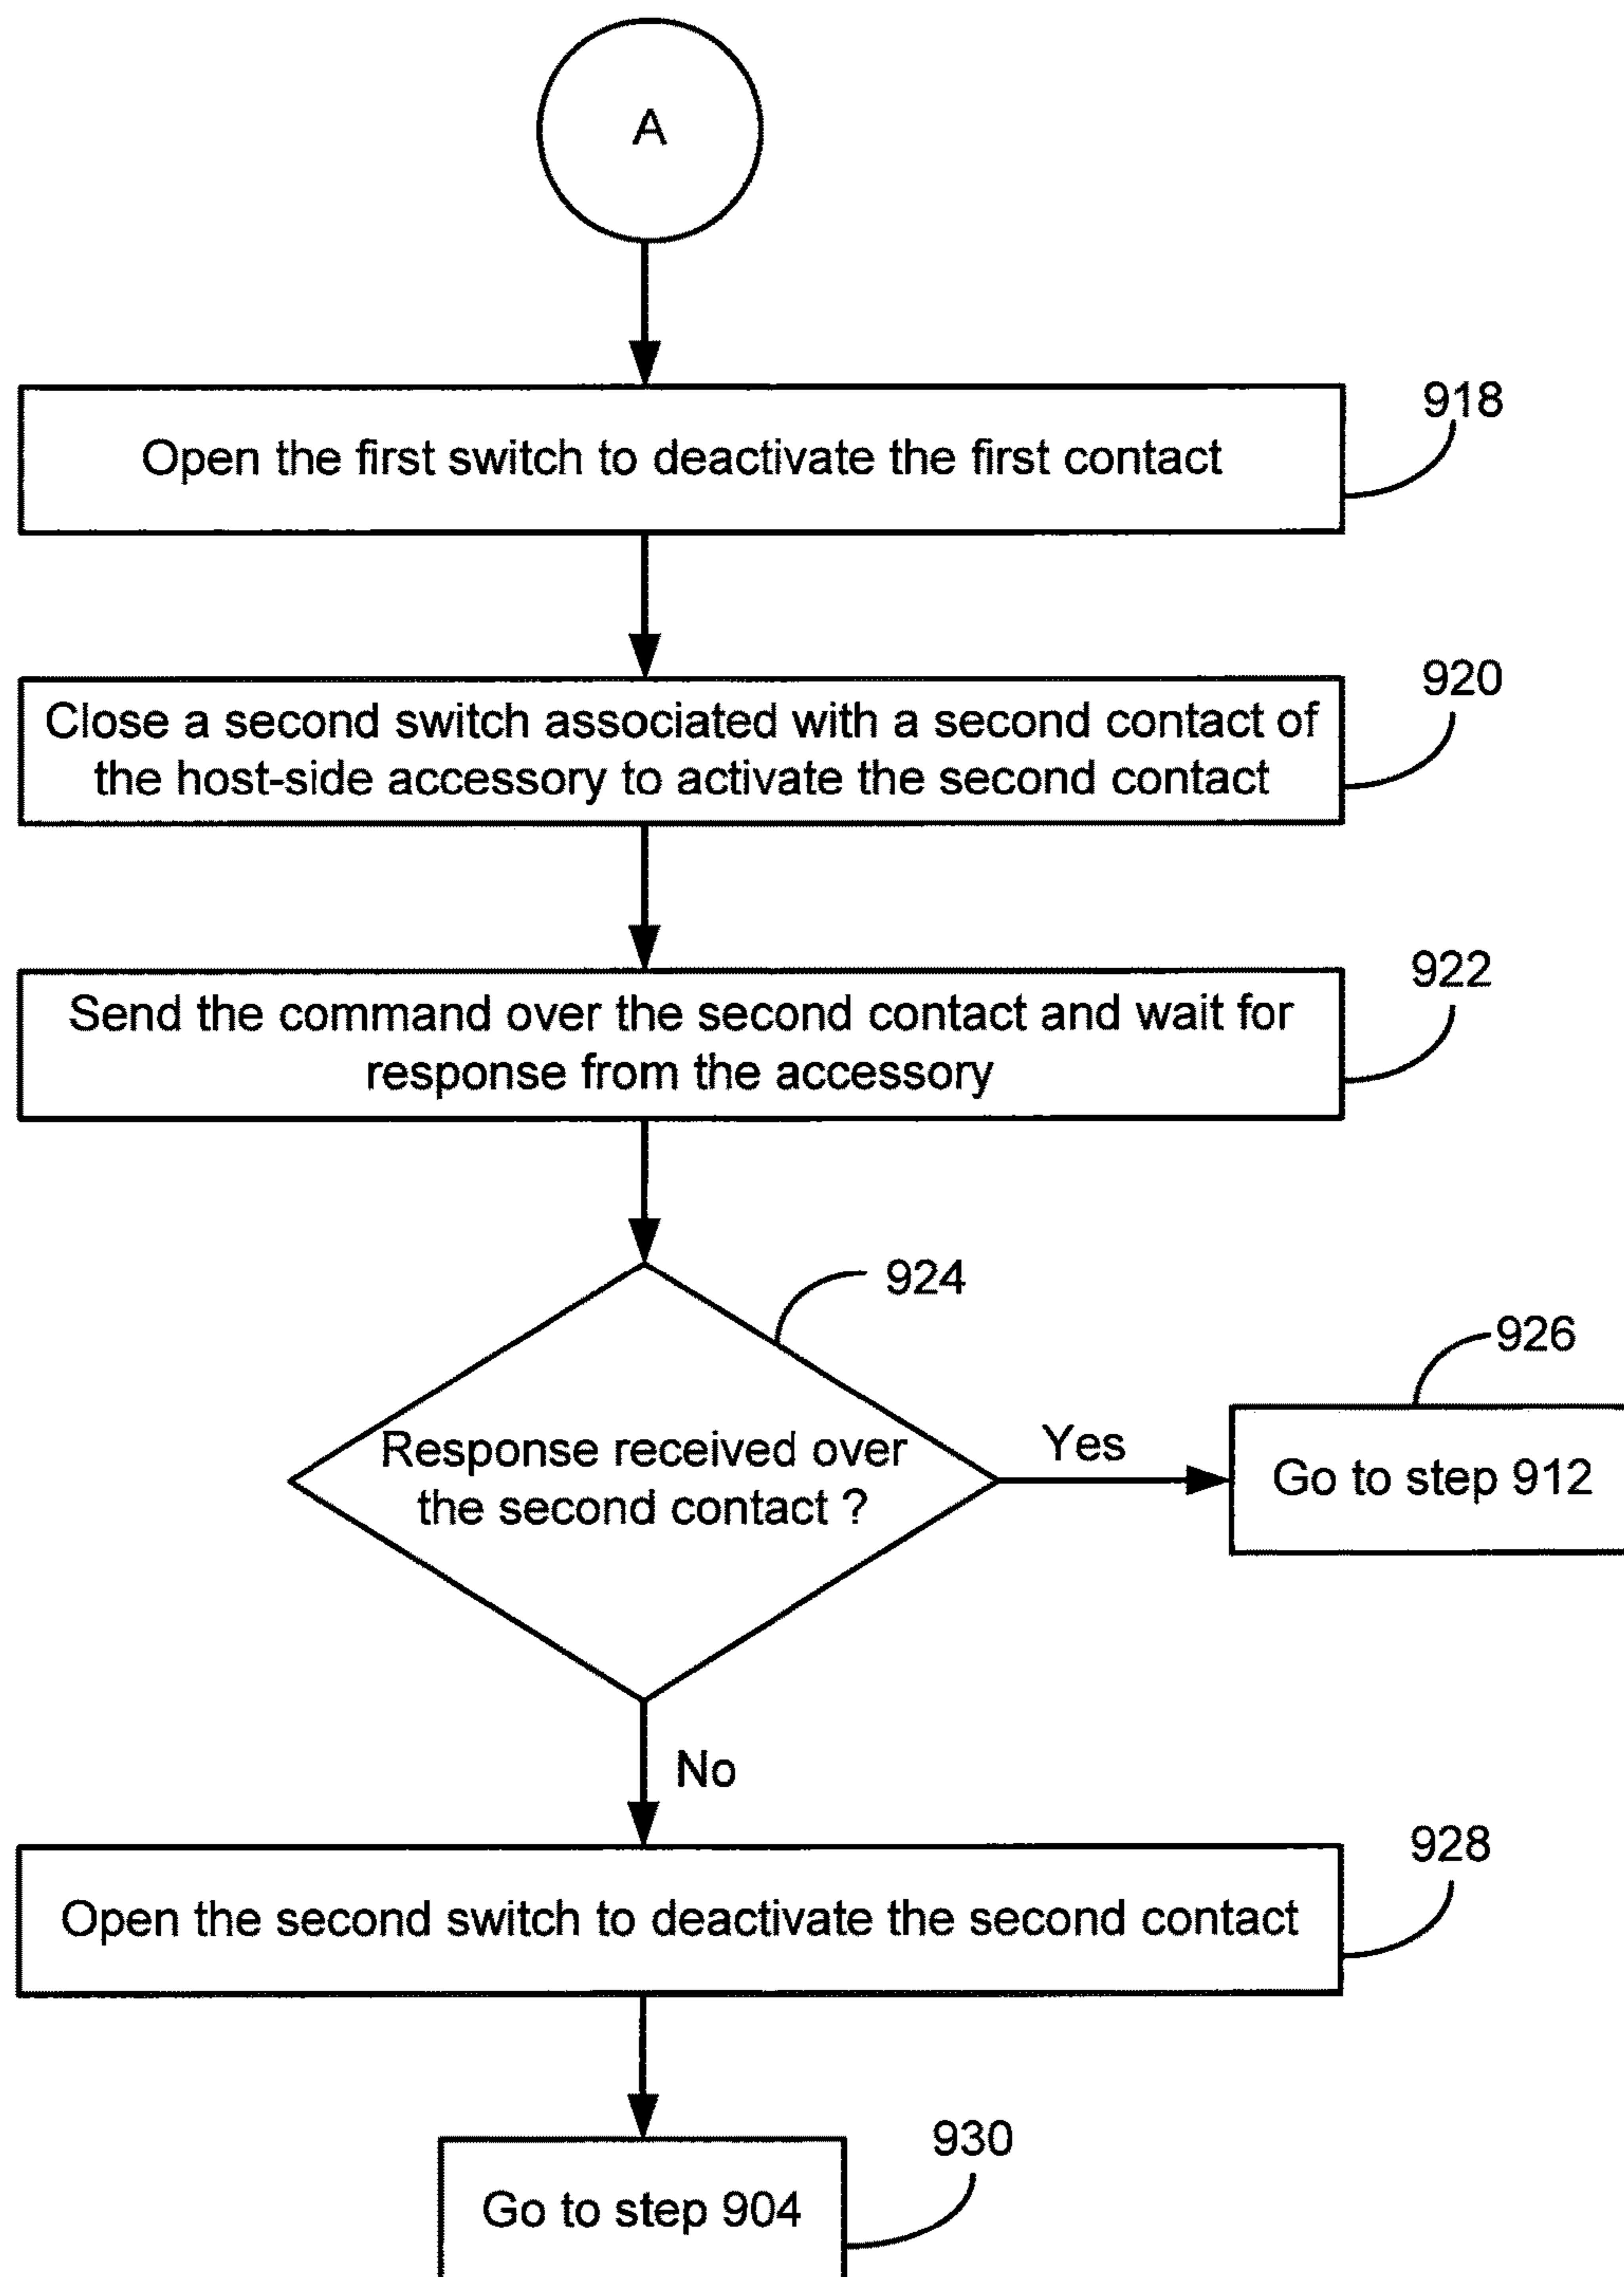 A
Open the first switch to deactivate the first contact
918
Close a second switch associated with a second contact of
the host-side accessory to activate the second contact
920
Send the command over the second contact and wait for
response from the accessory
922
924
Response received over
the second contact ?
Yes
926
Go to step 912
No
Open the second switch to deactivate the second contact
928
930
Go to step 904